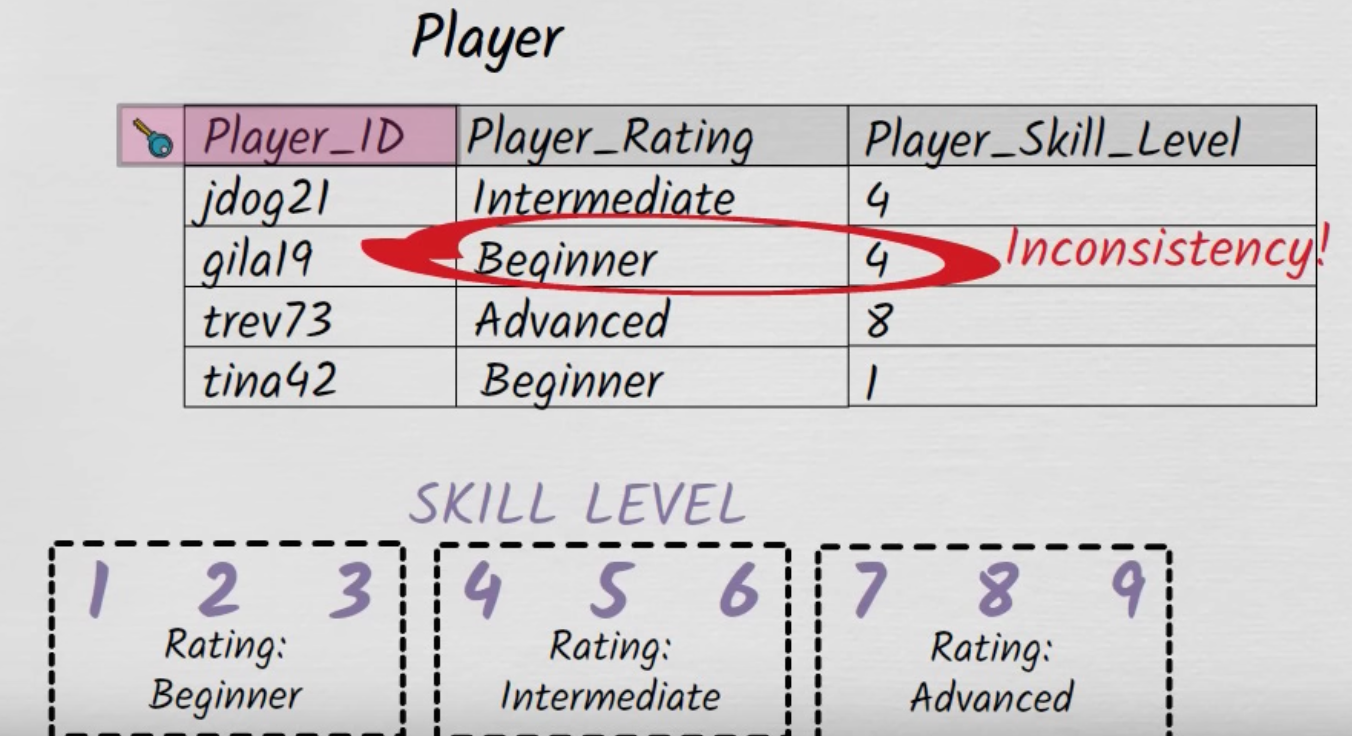 Player
Player_ID Player_Rating Player_Skill_Level
jdog21 Intermediate 4
gila19 Beginner 4 Inconsistency!
trev73 Advanced 8
tina42 Beginner 1
SKILL LEVEL
1 2 3 4 5 6 7 8 9
Rating: Rating: Rating:
Beginner Intermediate Advanced